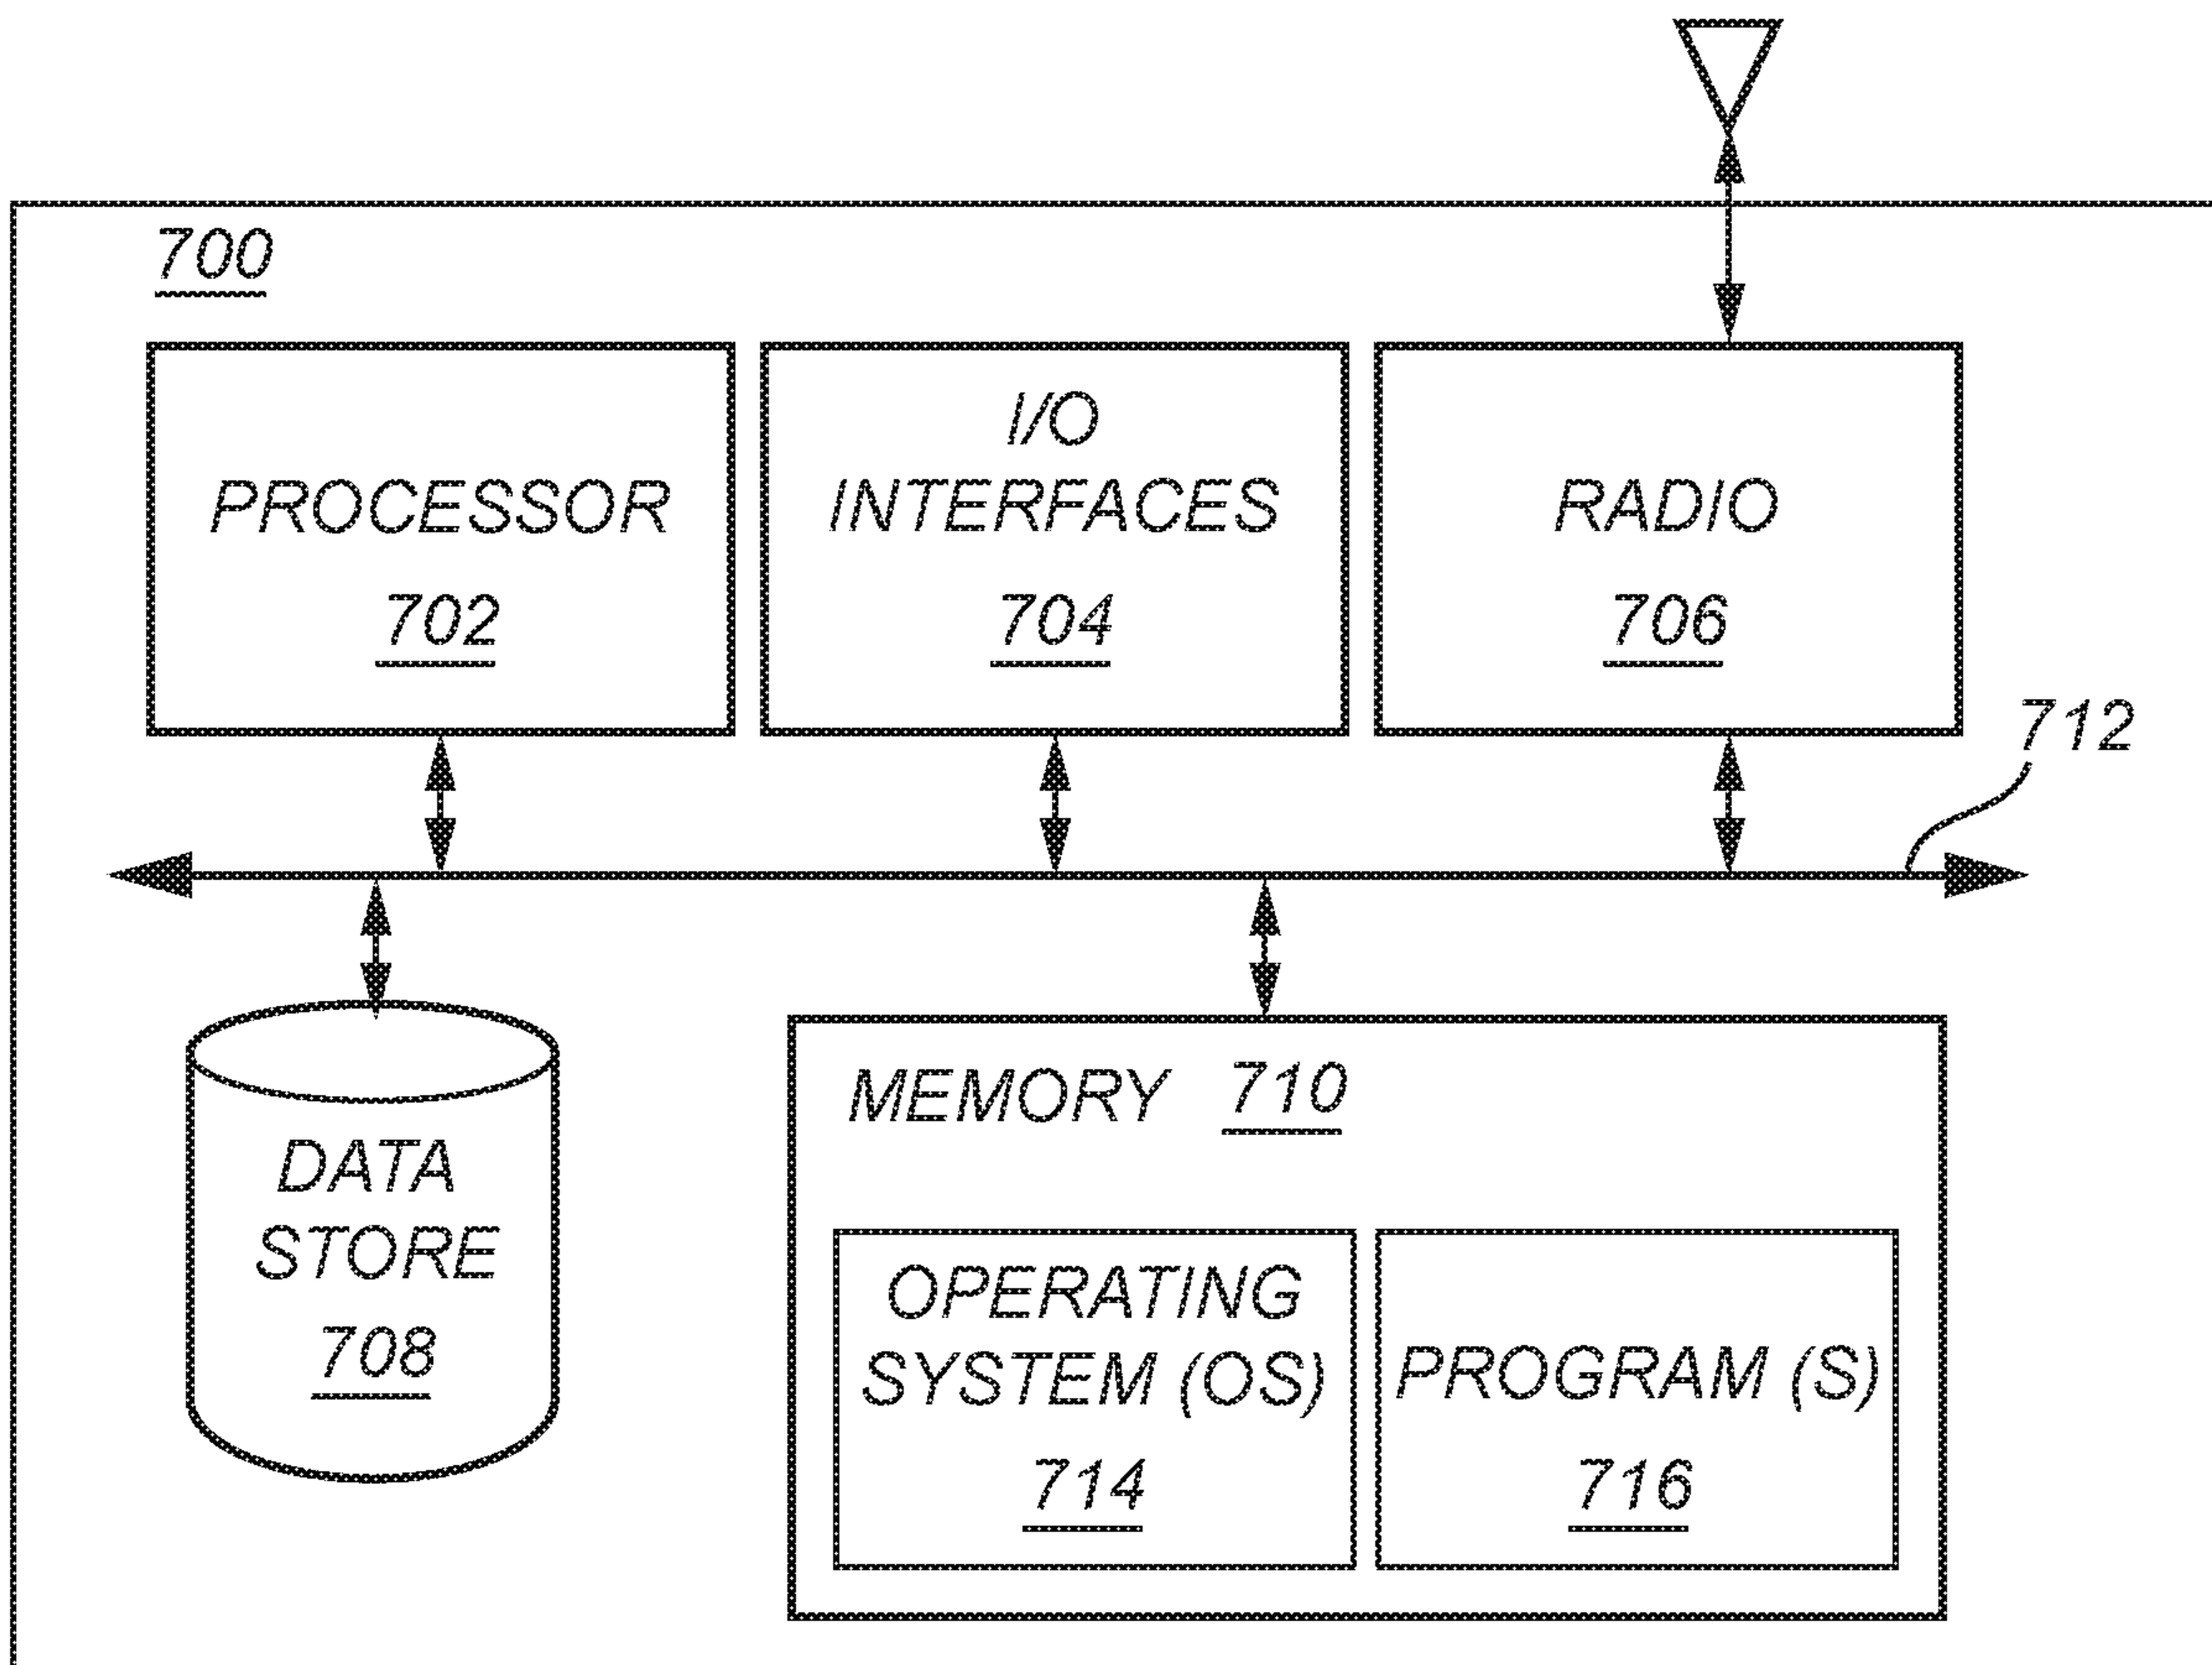 700
PROCESSOR
702
I/O
INTERFACES
704
RADIO
706
712
DATA
STORE
708
MEMORY 710
OPERATING
SYSTEM (OS)
714
PROGRAM (S)
716